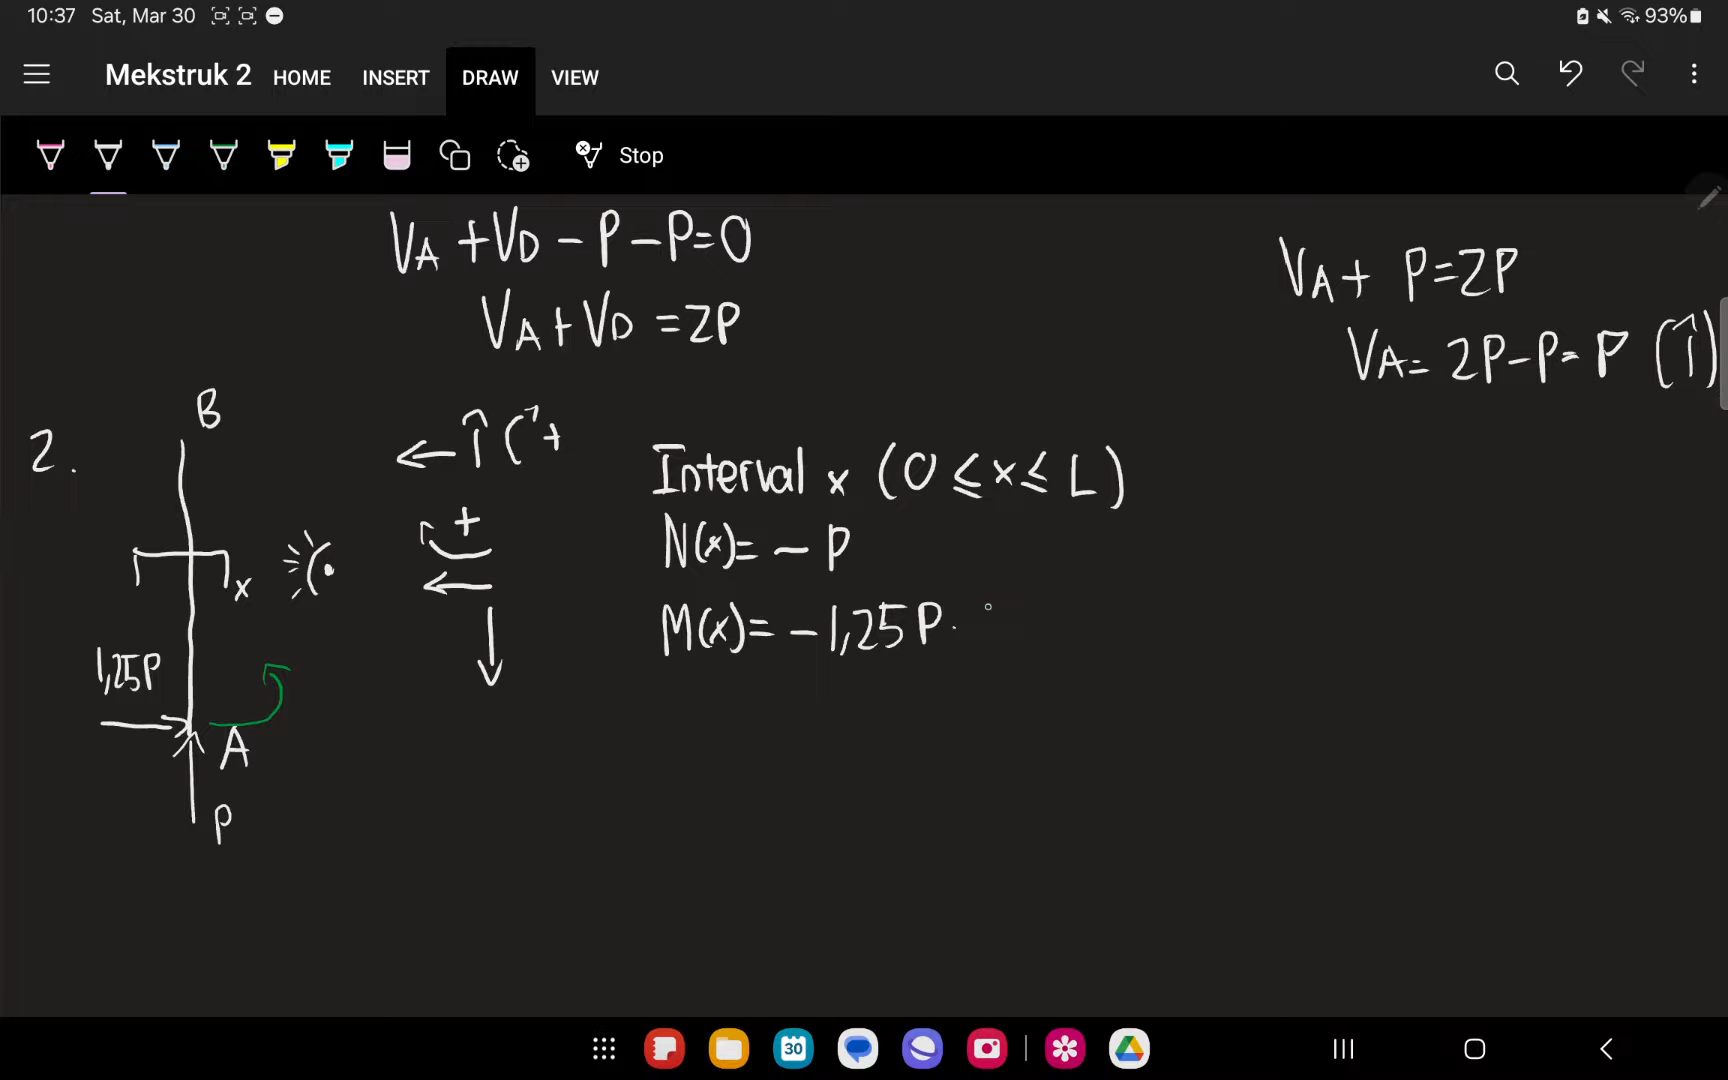 10:37 Sat, Mar 30
93%
Mekstruk 2 HOME INSERT DRAW VIEW
Stop
VA + VD - P - P = 0
VA + VD = 2P
VA + P = 2P
VA = 2P - P = P (↑)
2.
B
x
1,25P
A
P
+
+
Interval x (0 ≤ x ≤ L)
N(x) = - P
M(x) = - 1,25 P .
30